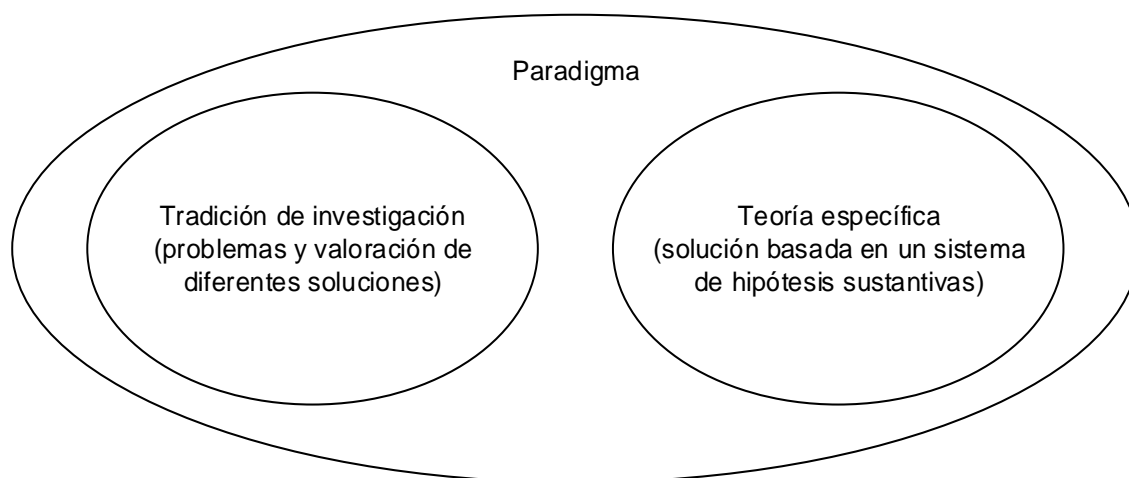 Paradigma
Tradición de investigación
(problemas y valoración de
diferentes soluciones)
Teoría específica
(solución basada en un sistema
de hipótesis sustantivas)